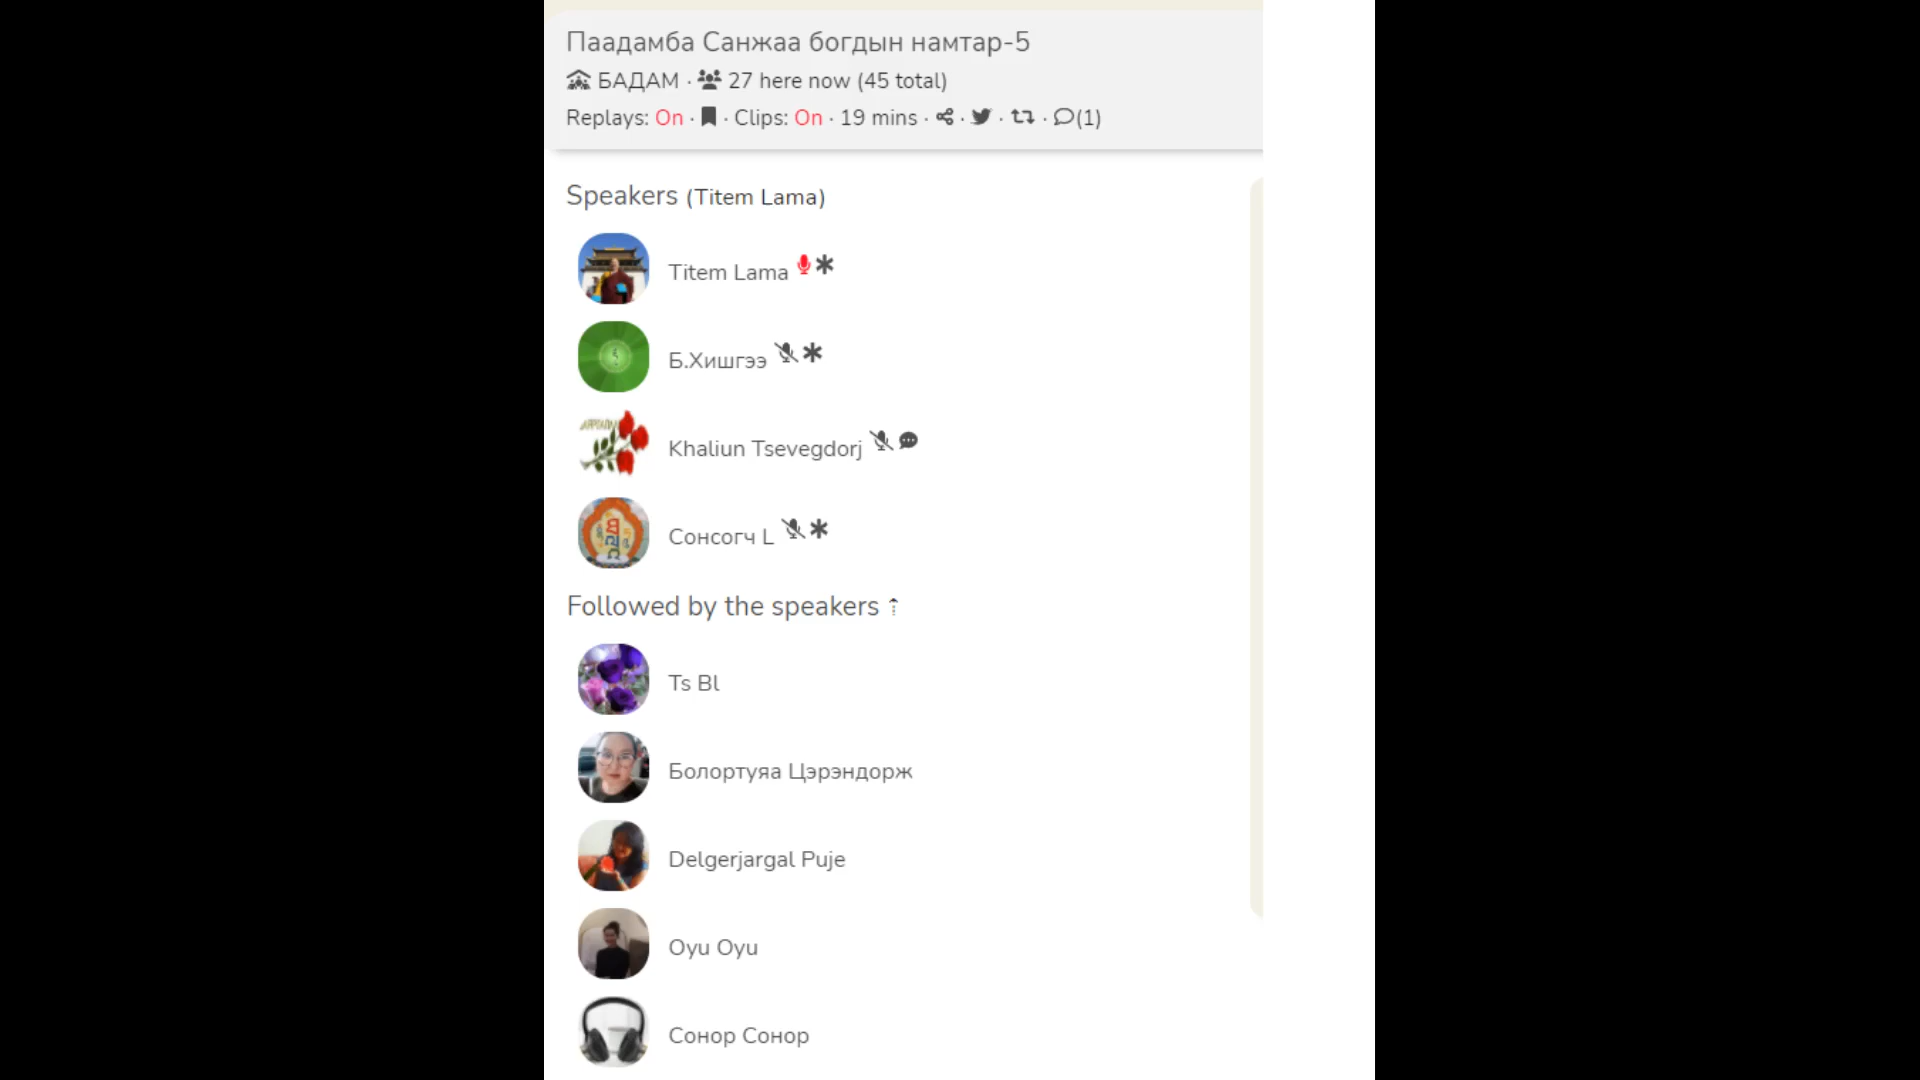 Паадамба Санжаа богдын намтар-5
БАДАМ · 27 here now (45 total)
Replays: On · · Clips: On · 19 mins · · · · (1)
Speakers (Titem Lama)
Titem Lama
Б.Хишгээ
Khaliun Tsevegdorj
Сонсогч L
Followed by the speakers
Ts Bl
Болортуяа Цэрэндорж
Delgerjargal Puje
Oyu Oyu
Сонор Сонор